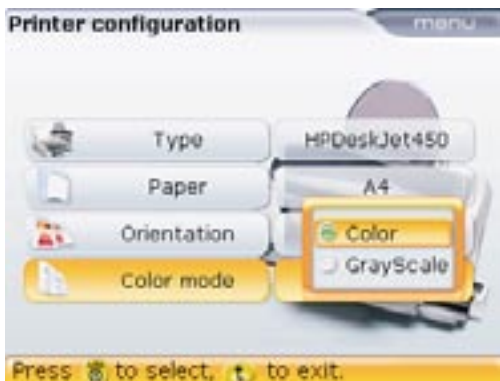 Printer configuration
menu
Type
HPDeskJet450
Paper
A4
Orientation
Color
GrayScale
Color mode
Press to select, to exit.